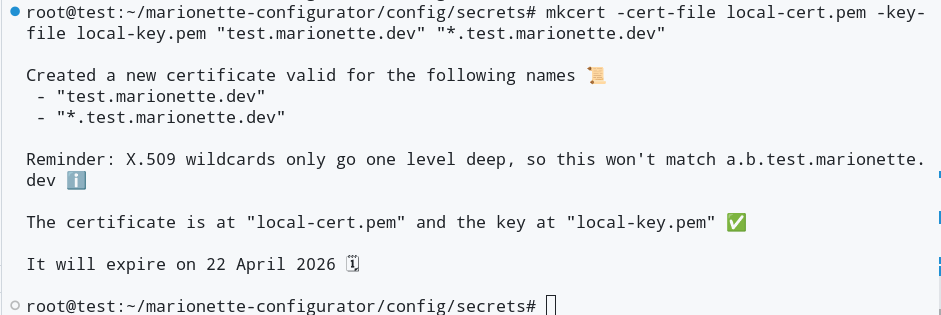 root@test:~/marionette-configurator/config/secrets# mkcert -cert-file local-cert.pem -key-
file local-key.pem "test.marionette.dev" "*.test.marionette.dev"
Created a new certificate valid for the following names 📜
 - "test.marionette.dev"
 - "*.test.marionette.dev"
Reminder: X.509 wildcards only go one level deep, so this won't match a.b.test.marionette.
dev ℹ️
The certificate is at "local-cert.pem" and the key at "local-key.pem" ✅
It will expire on 22 April 2026 🗓
root@test:~/marionette-configurator/config/secrets#